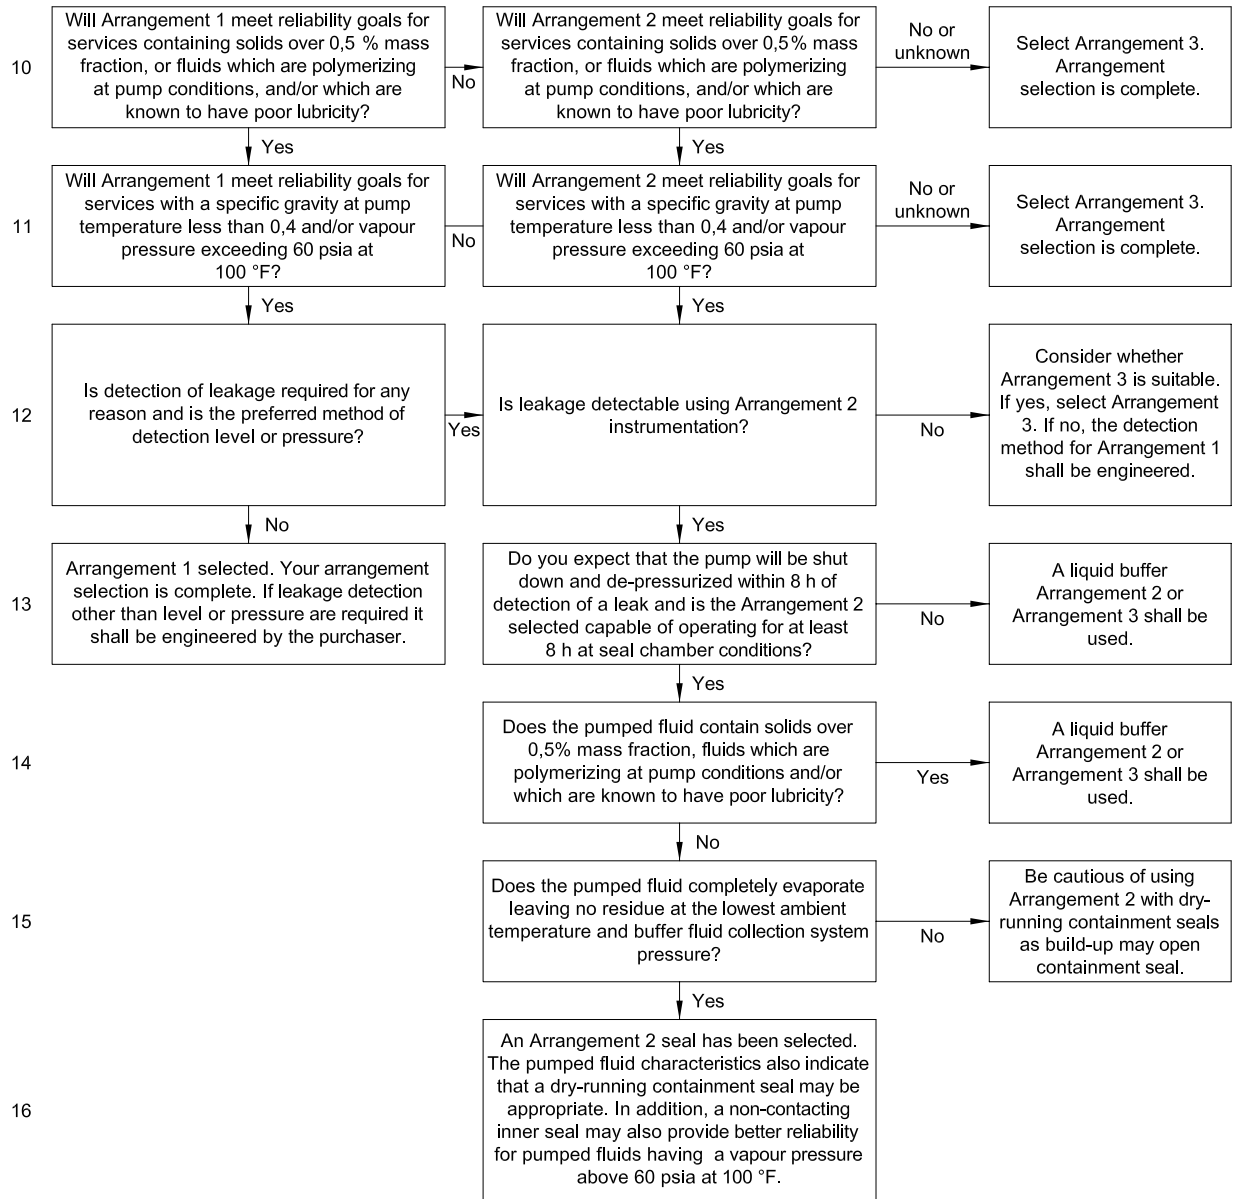 10
Will Arrangement 1 meet reliability goals for
services containing solids over 0,5 % mass
fraction, or fluids which are polymerizing
at pump conditions, and/or which are
known to have poor lubricity?
No
Will Arrangement 2 meet reliability goals for
services containing solids over 0,5% mass
fraction, or fluids which are polymerizing
at pump conditions, and/or which are
known to have poor lubricity?
No or
unknown
Select Arrangement 3.
Arrangement
selection is complete.
Yes
Yes
11
Will Arrangement 1 meet reliability goals for
services with a specific gravity at pump
temperature less than 0,4 and/or vapour
pressure exceeding 60 psia at
100 °F?
No
Will Arrangement 2 meet reliability goals for
services with a specific gravity at pump
temperature less than 0,4 and/or vapour
pressure exceeding 60 psia at
100 °F?
No or
unknown
Select Arrangement 3.
Arrangement
selection is complete.
Yes
Yes
12
Is detection of leakage required for any
reason and is the preferred method of
detection level or pressure?
Yes
Is leakage detectable using Arrangement 2
instrumentation?
No
Consider whether
Arrangement 3 is suitable.
If yes, select Arrangement
3. If no, the detection
method for Arrangement 1
shall be engineered.
No
Yes
13
Arrangement 1 selected. Your arrangement
selection is complete. If leakage detection
other than level or pressure are required it
shall be engineered by the purchaser.
Do you expect that the pump will be shut
down and de-pressurized within 8 h of
detection of a leak and is the Arrangement 2
selected capable of operating for at least
8 h at seal chamber conditions?
No
A liquid buffer
Arrangement 2 or
Arrangement 3 shall be
used.
Yes
14
Does the pumped fluid contain solids over
0,5% mass fraction, fluids which are
polymerizing at pump conditions and/or
which are known to have poor lubricity?
Yes
A liquid buffer
Arrangement 2 or
Arrangement 3 shall be
used.
No
15
Does the pumped fluid completely evaporate
leaving no residue at the lowest ambient
temperature and buffer fluid collection system
pressure?
No
Be cautious of using
Arrangement 2 with dry-
running containment seals
as build-up may open
containment seal.
Yes
16
An Arrangement 2 seal has been selected.
The pumped fluid characteristics also indicate
that a dry-running containment seal may be
appropriate. In addition, a non-contacting
inner seal may also provide better reliability
for pumped fluids having a vapour pressure
above 60 psia at 100 °F.